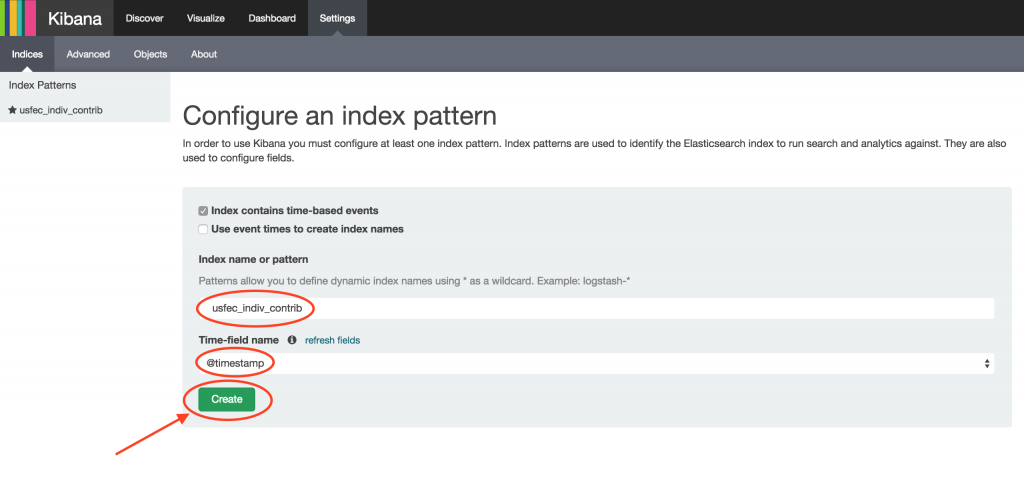 Kibana Discover Visualize Dashboard Settings
Indices Advanced Objects About
Index Patterns
usfec_indiv_contrib
Configure an index pattern
In order to use Kibana you must configure at least one index pattern. Index patterns are used to identify the Elasticsearch index to run search and analytics against. They are also
used to configure fields.
Index contains time-based events
Use event times to create index names
Index name or pattern
Patterns allow you to define dynamic index names using * as a wildcard. Example: logstash-*
usfec_indiv_contrib
Time-field name refresh fields
@timestamp
Create